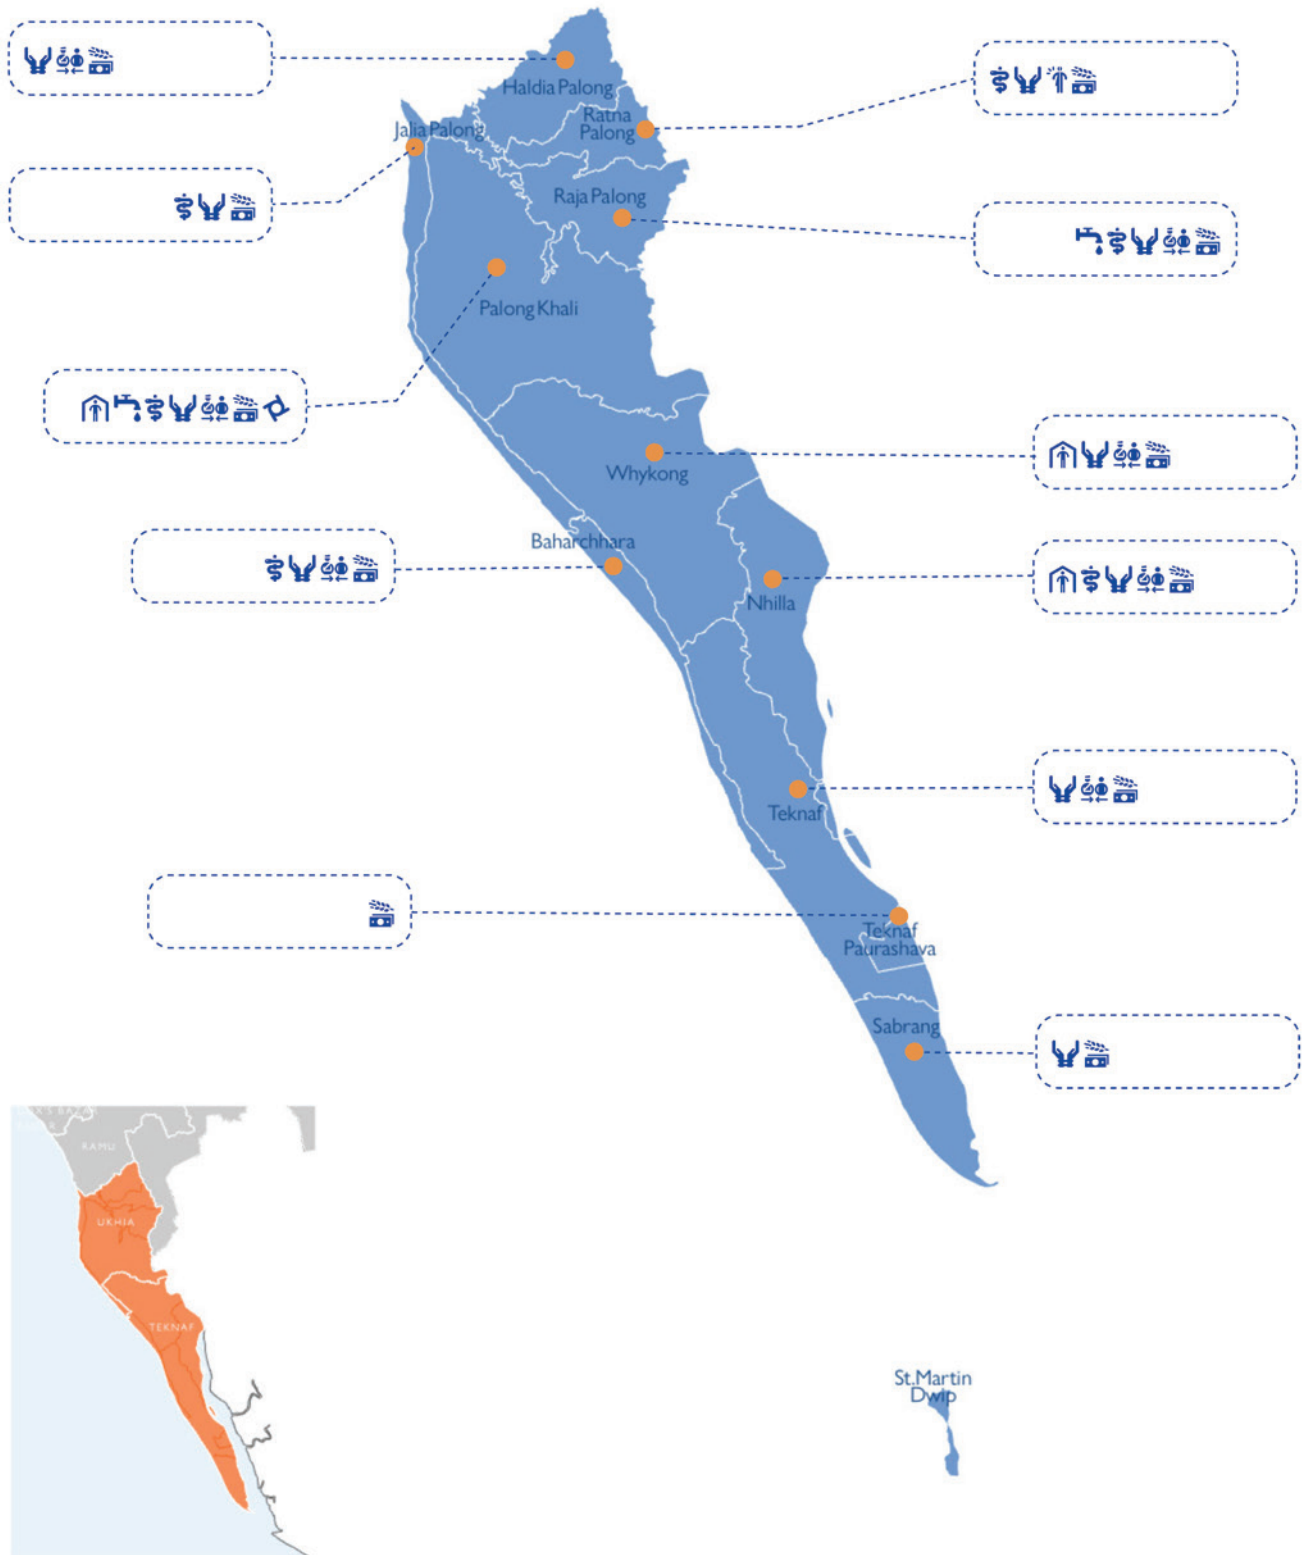 Haldia Palong
Ratna
Palong
Jalia Palong
Raja Palong
Palong Khali
Whykong
Baharchhara
Nhilla
Teknaf
Teknaf
Paurashava
Sabrang
RAMU
UKHIA
TEKNAF
St.Martin
Dwip